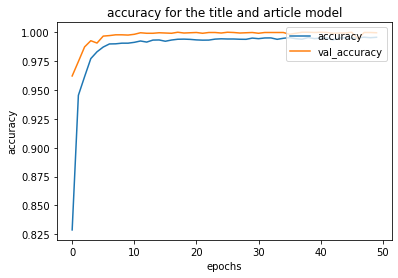 accuracy for the title and article model
1.000
0.975
0.950
0.925
0.900
0.875
0.850
0.825
accuracy
accuracy
val_accuracy
0
10
20
30
40
50
epochs